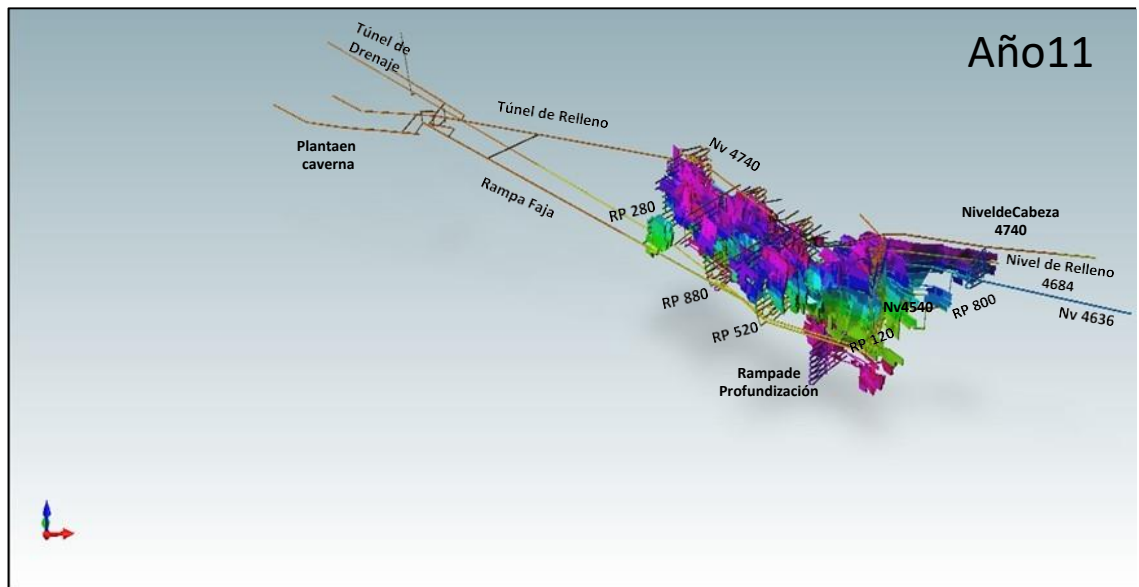 Año11
Túnel de
Drenaje
Túnel de Relleno
Plantaen
caverna
Rampa Faja
Nv 4740
RP 280
NiveldeCabeza
4740
Nivel de Relleno
4684
RP 880
Nv4540
RP 800
Nv 4636
RP 520
RP 120
Rampade
Profundización